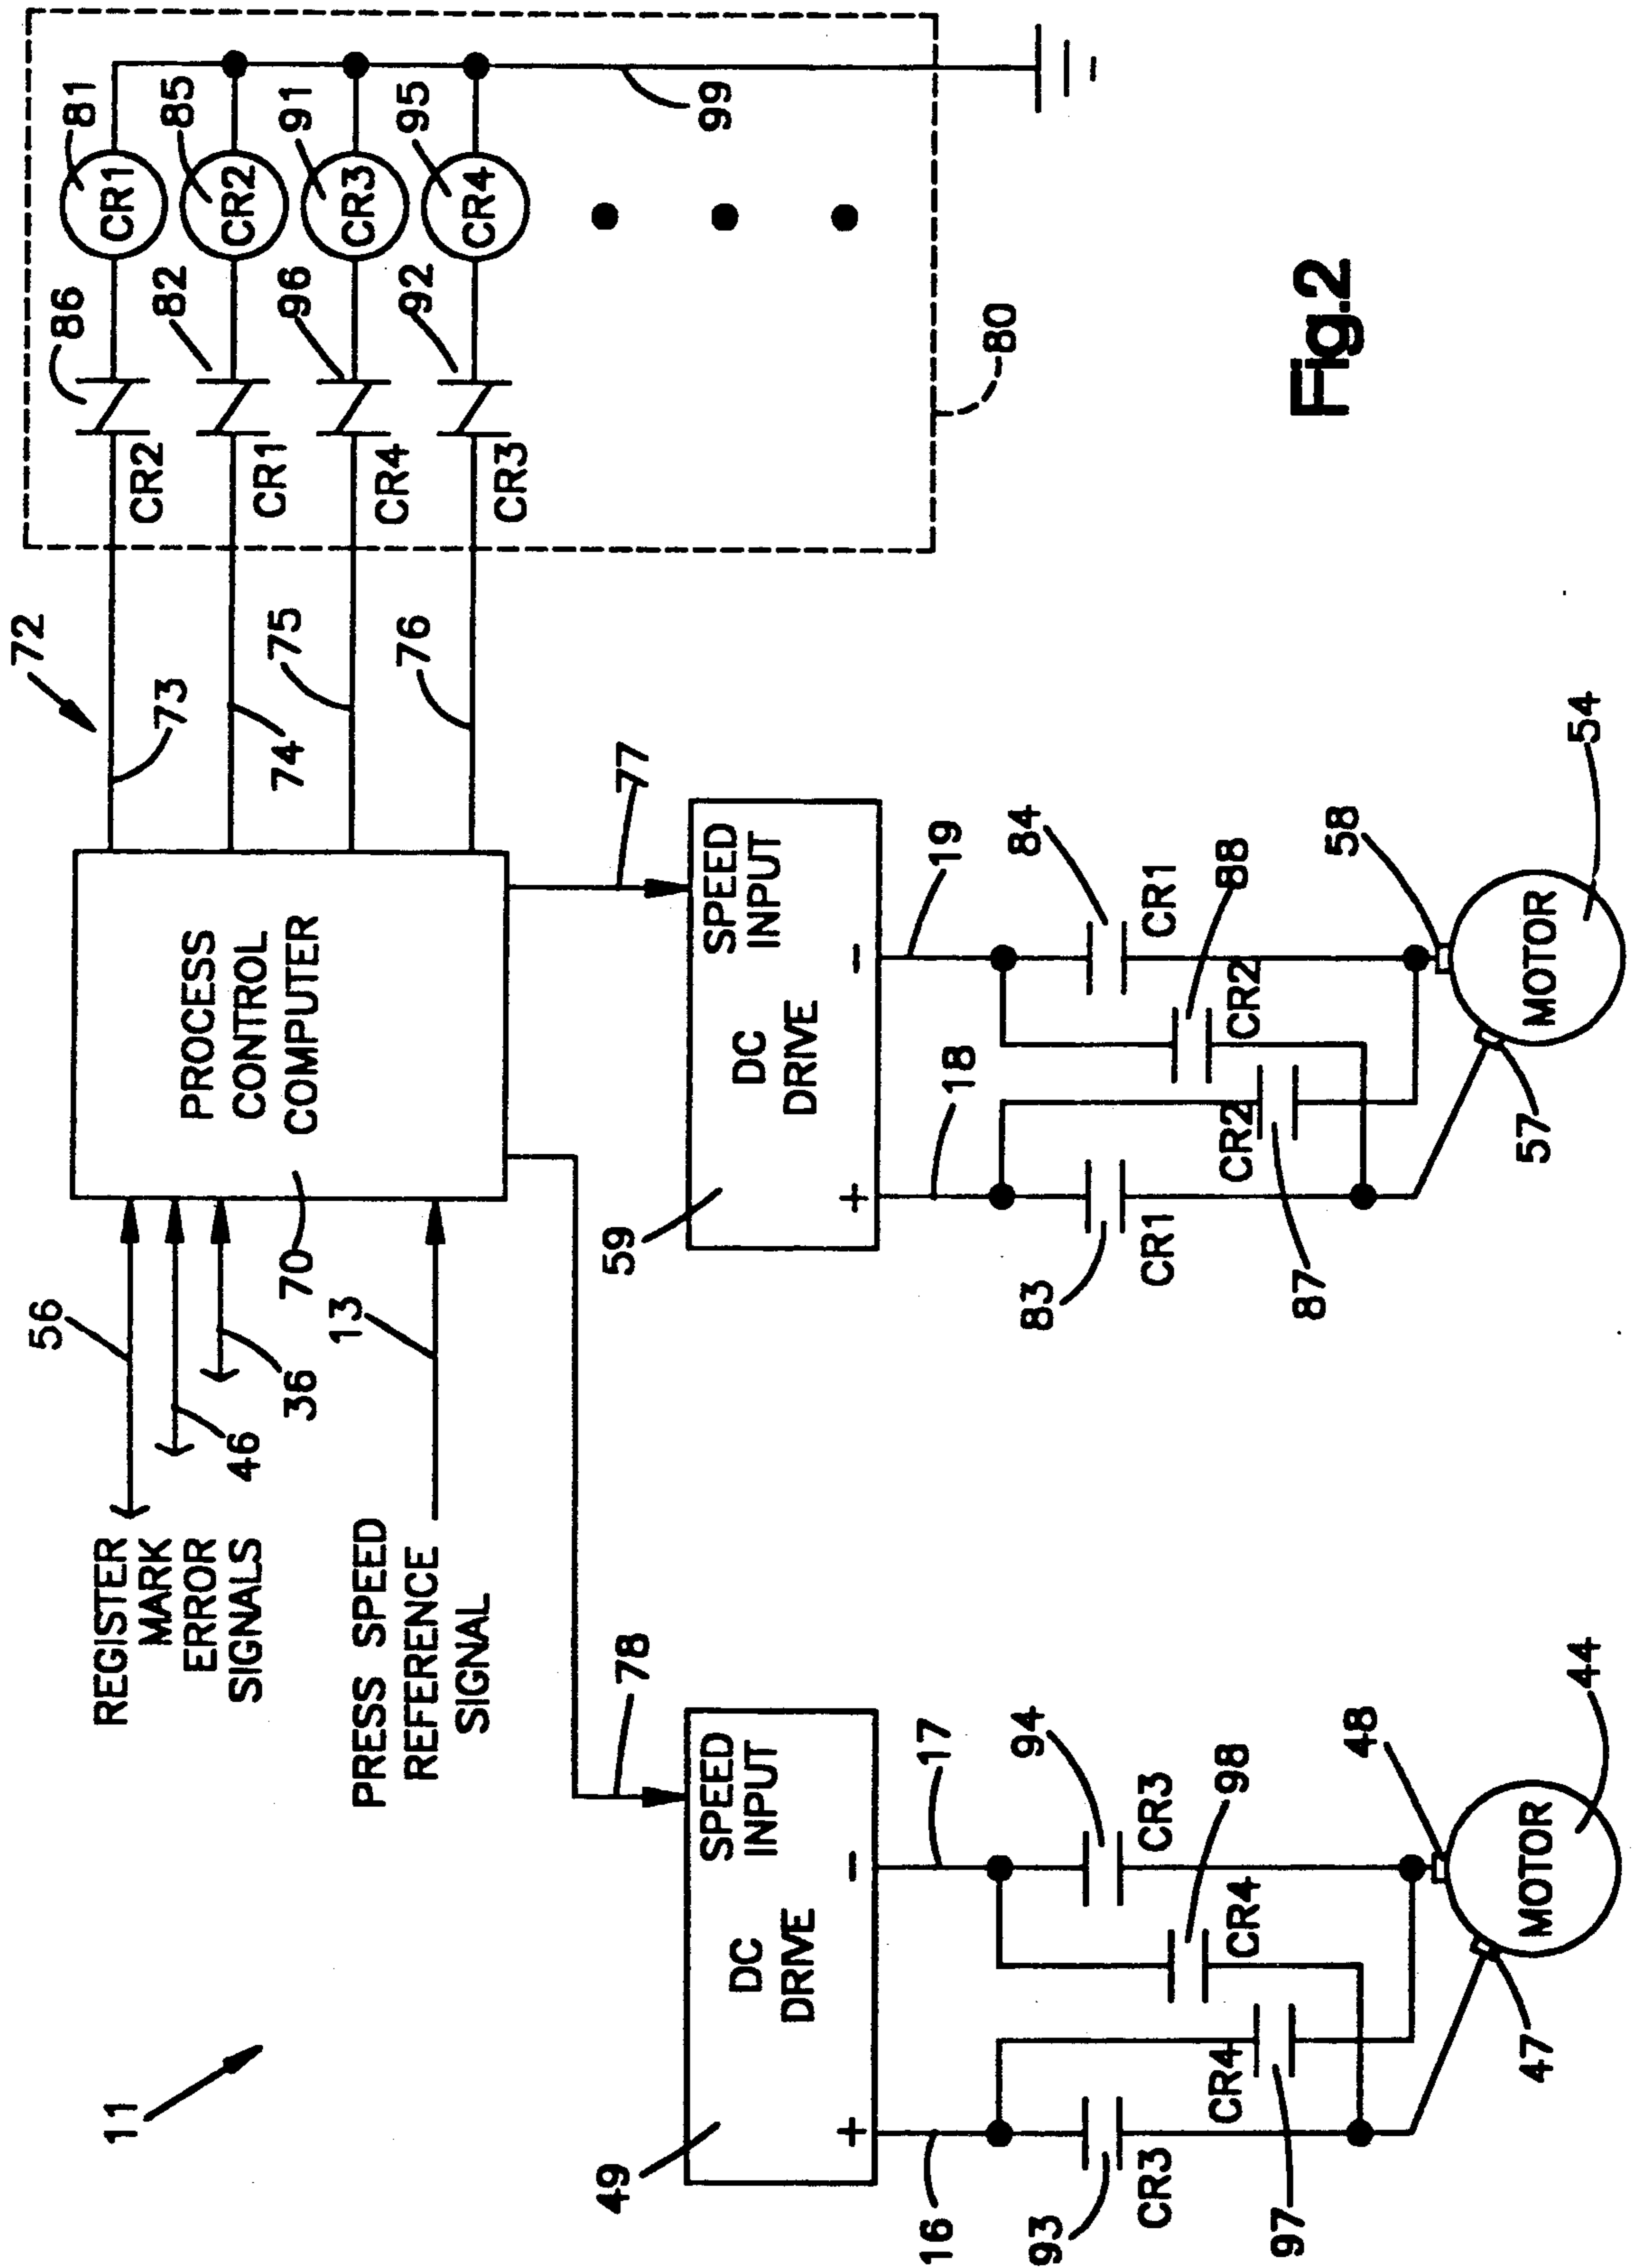 11
REGISTER
MARK
ERROR
SIGNALS
56
46
36
PRESS SPEED
REFERENCE
SIGNAL
13
70
PROCESS
CONTROL
COMPUTER
72
73
74
75
76
77
78
86
82
96
92
CR2
CR1
CR4
CR3
81
85
91
95
CR1
CR2
CR3
CR4
99
80
49
SPEED
INPUT
DC
DRIVE
+
-
16
17
93
CR3
94
CR3
97
CR4
98
CR4
47
48
MOTOR
44
59
SPEED
INPUT
DC
DRIVE
+
-
18
19
83
CR1
84
CR1
87
CR2
88
CR2
57
58
MOTOR
54
Fig.2